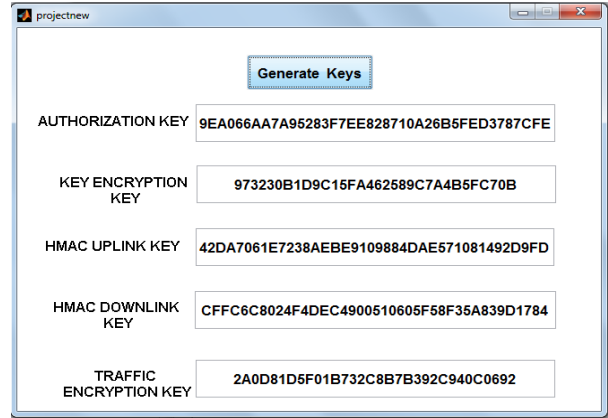 projectnew
Generate Keys
AUTHORIZATION KEY 9EA066AA7A95283F7EE828710A26B5FED3787CFE
KEY ENCRYPTION
KEY
973230B1D9C15FA462589C7A4B5FC70B
HMAC UPLINK KEY 42DA7061E7238AEBE9109884DAE571081492D9FD
HMAC DOWNLINK
KEY
CFFC6C8024F4DEC4900510605F58F35A839D1784
TRAFFIC
ENCRYPTION KEY
2A0D81D5F01B732C8B7B392C940C0692